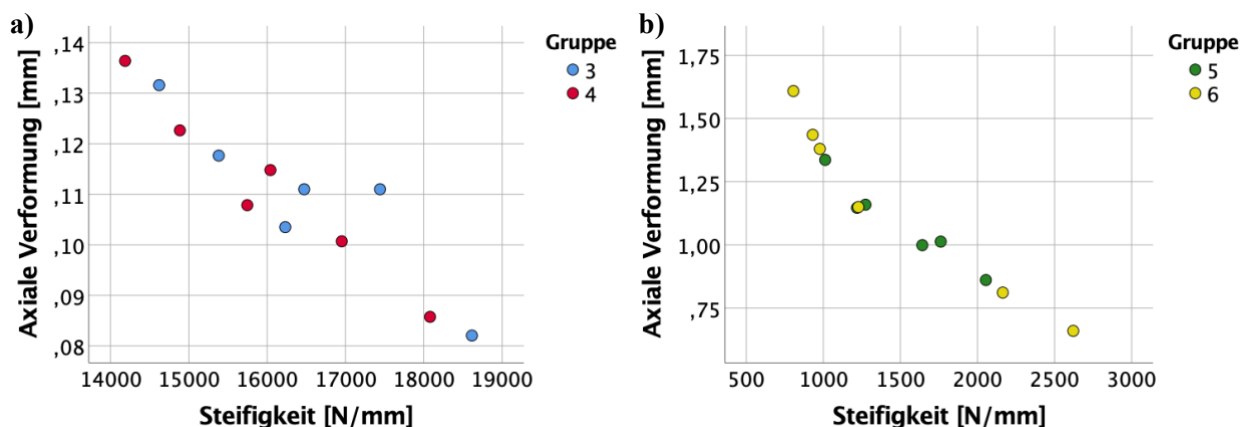 a)
Axiale Verformung [mm]
,14
,13
,12
,11
,10
,09
,08
14000 15000 16000 17000 18000 19000
Steifigkeit [N/mm]
Gruppe
3
4
b)
Axiale Verformung [mm]
1,75
1,50
1,25
1,00
,75
500 1000 1500 2000 2500 3000
Steifigkeit [N/mm]
Gruppe
5
6